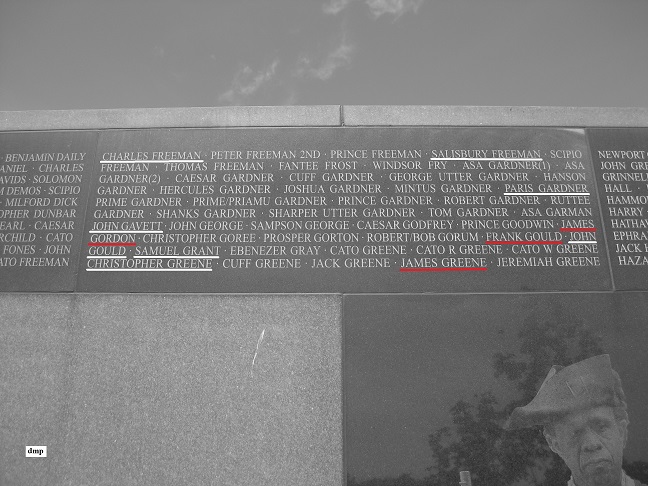 · BENJAMIN DAILY
ANIEL · CHARLES
AVIDS · SOLOMON
M DEMOS · SCIPIO
· MILFORD DICK
OPHER DUNBAR
EARL · CAESAR
RCHILD · CATO
FONES · JOHN
ATO FREEMAN
CHARLES FREEMAN · PETER FREEMAN 2ND · PRINCE FREEMAN · SALISBURY FREEMAN · SCIPIO
FREEMAN · THOMAS FREEMAN · FANTEE FROST · WINDSOR FRY · ASA GARDNER(1) · ASA
GARDNER(2) · CAESAR GARDNER · CUFF GARDNER · GEORGE UTTER GARDNER · HANSON
GARDNER · HERCULES GARDNER · JOSHUA GARDNER · MINTUS GARDNER · PARIS GARDNER
PRIME GARDNER · PRIME/PRIAMU GARDNER · PRINCE GARDNER · ROBERT GARDNER · RUTTEE
GARDNER · SHANKS GARDNER · SHARPER UTTER GARDNER · TOM GARDNER · ASA GARMAN
JOHN GAVETT · JOHN GEORGE · SAMPSON GEORGE · CAESAR GODFREY · PRINCE GOODWIN · JAMES
GORDON · CHRISTOPHER GOREE · PROSPER GORTON · ROBERT/BOB GORUM · FRANK GOULD · JOHN
GOULD · SAMUEL GRANT · EBENEZER GRAY · CATO GREENE · CATO R GREENE · CATO W GREENE
CHRISTOPHER GREENE · CUFF GREENE · JACK GREENE · JAMES GREENE · JEREMIAH GREENE
NEWPORT
JOHN GRE
GRINNEL
HALL ·
HAMMO
HARRY
HATHA
EPHRA
JACK
HAZA
dmp